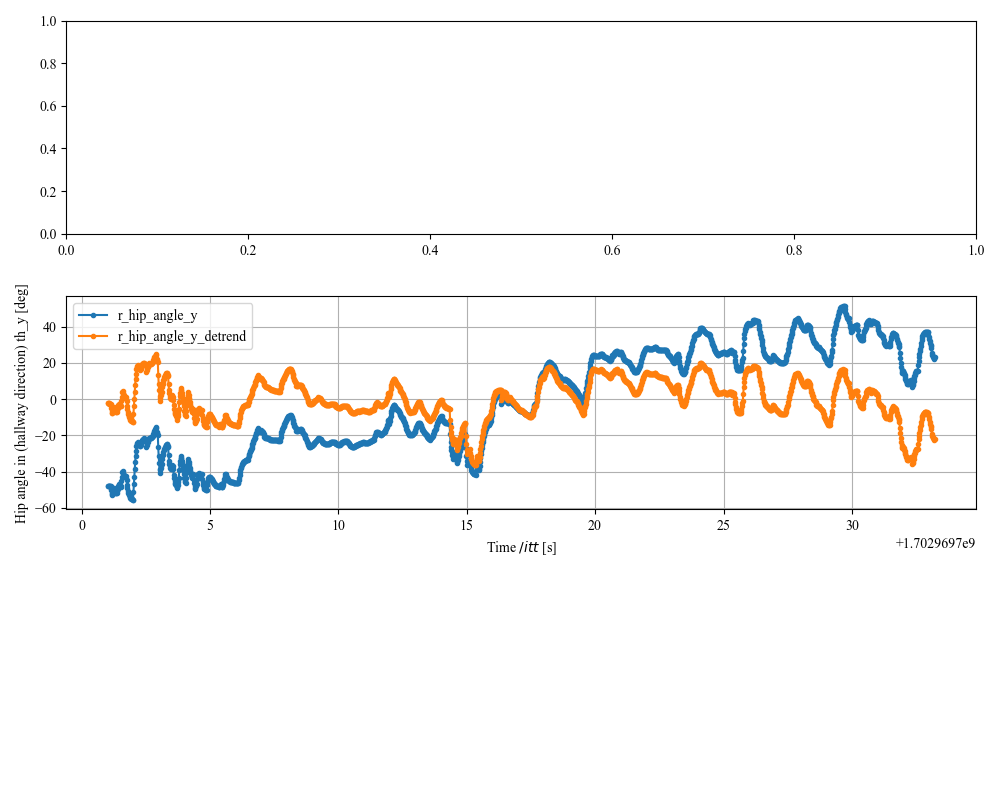 1.0
0.8
0.6
0.4
0.2
0.0
0.0 0.2 0.4 0.6 0.8 1.0
Hip angle in (hallway direction) th_y [deg]
r_hip_angle_y
r_hip_angle_y_detrend
40
20
0
−20
−40
−60
0 5 10 15 20 25 30
Time /itt [s]
+1.7029697e9